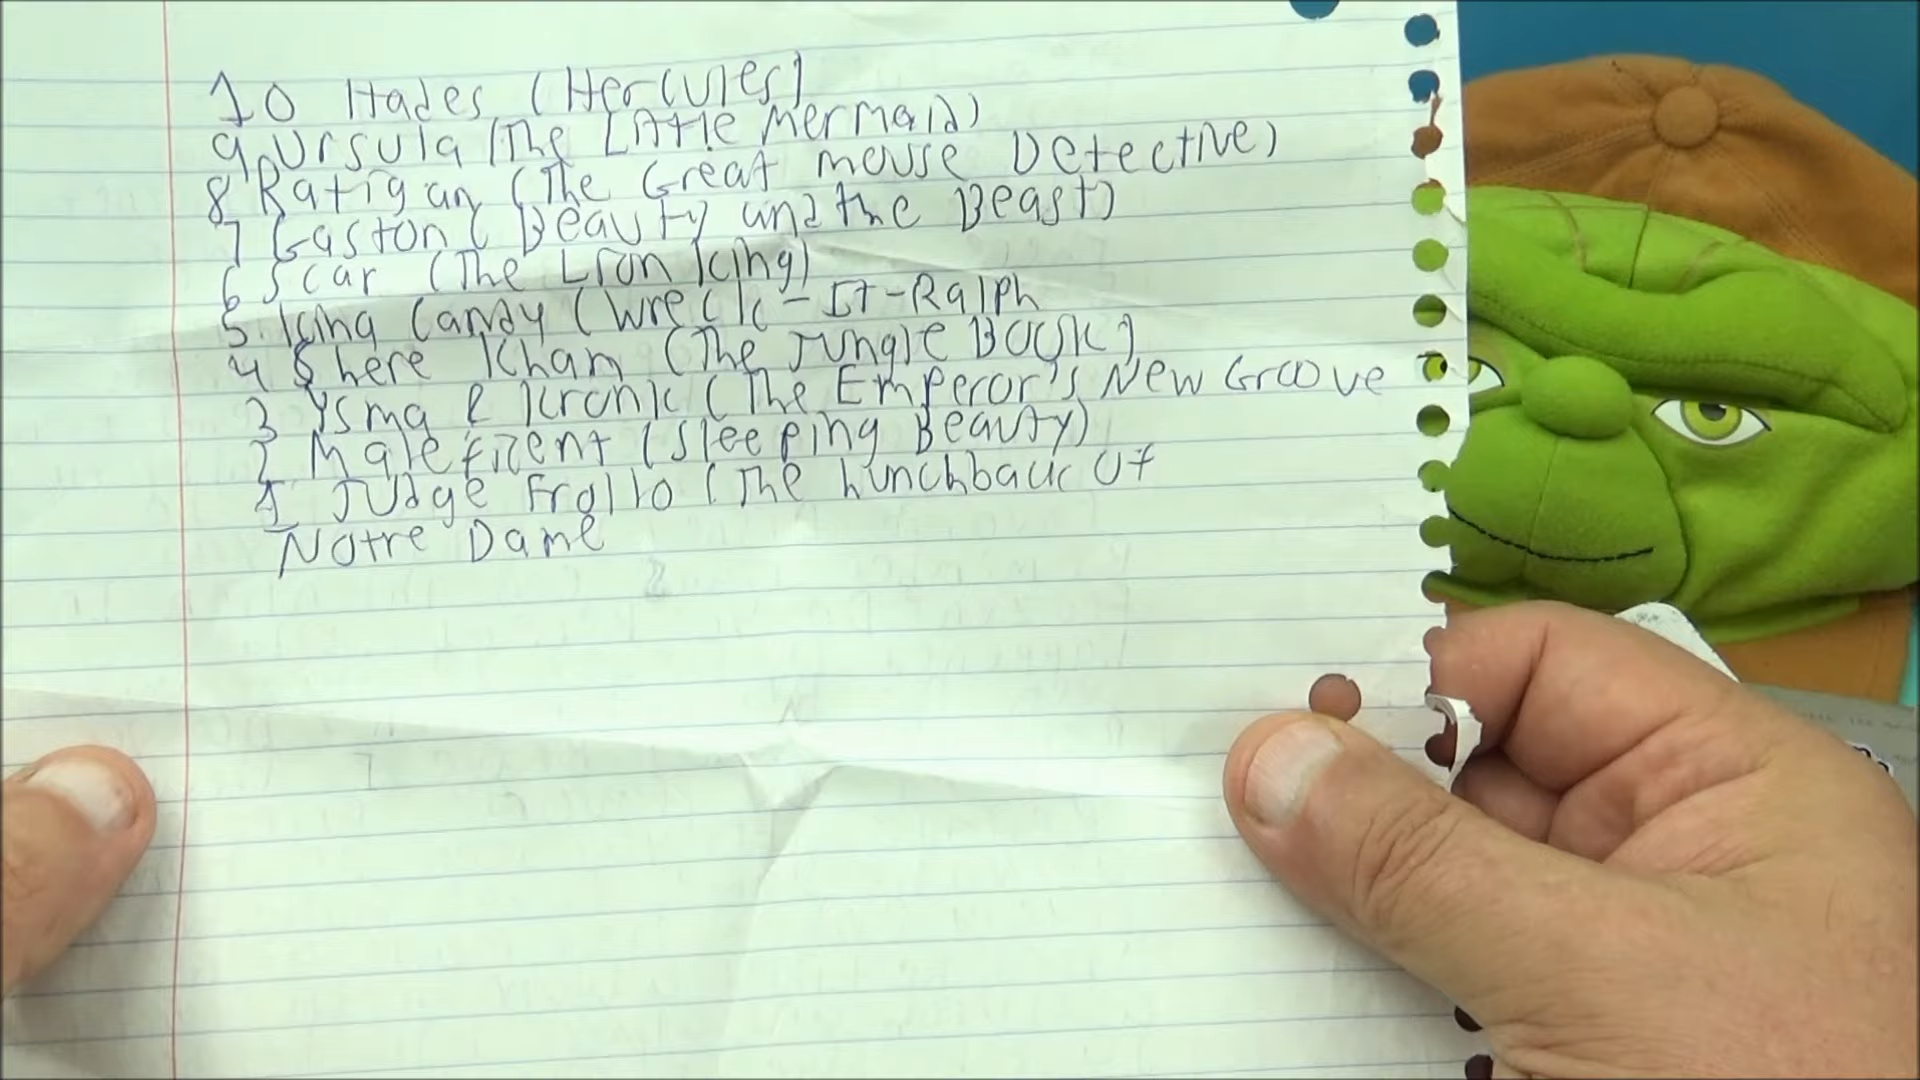 10 Hades (Hercules)
9. Ursula (The Little Mermaid)
8 Ratigan (The Great mouse Detective)
7 Gaston (Beauty and the Beast)
6 Scar (The Lion King)
5. King Candy (Wreck-It-Ralph
4 Shere Kham (The Jungle Book)
3 Ysma & Kronk (The Emperor's New Groove
2 Maleficent (Sleeping Beauty)
1 Judge Frollo (The hunchback of
Notre Dame